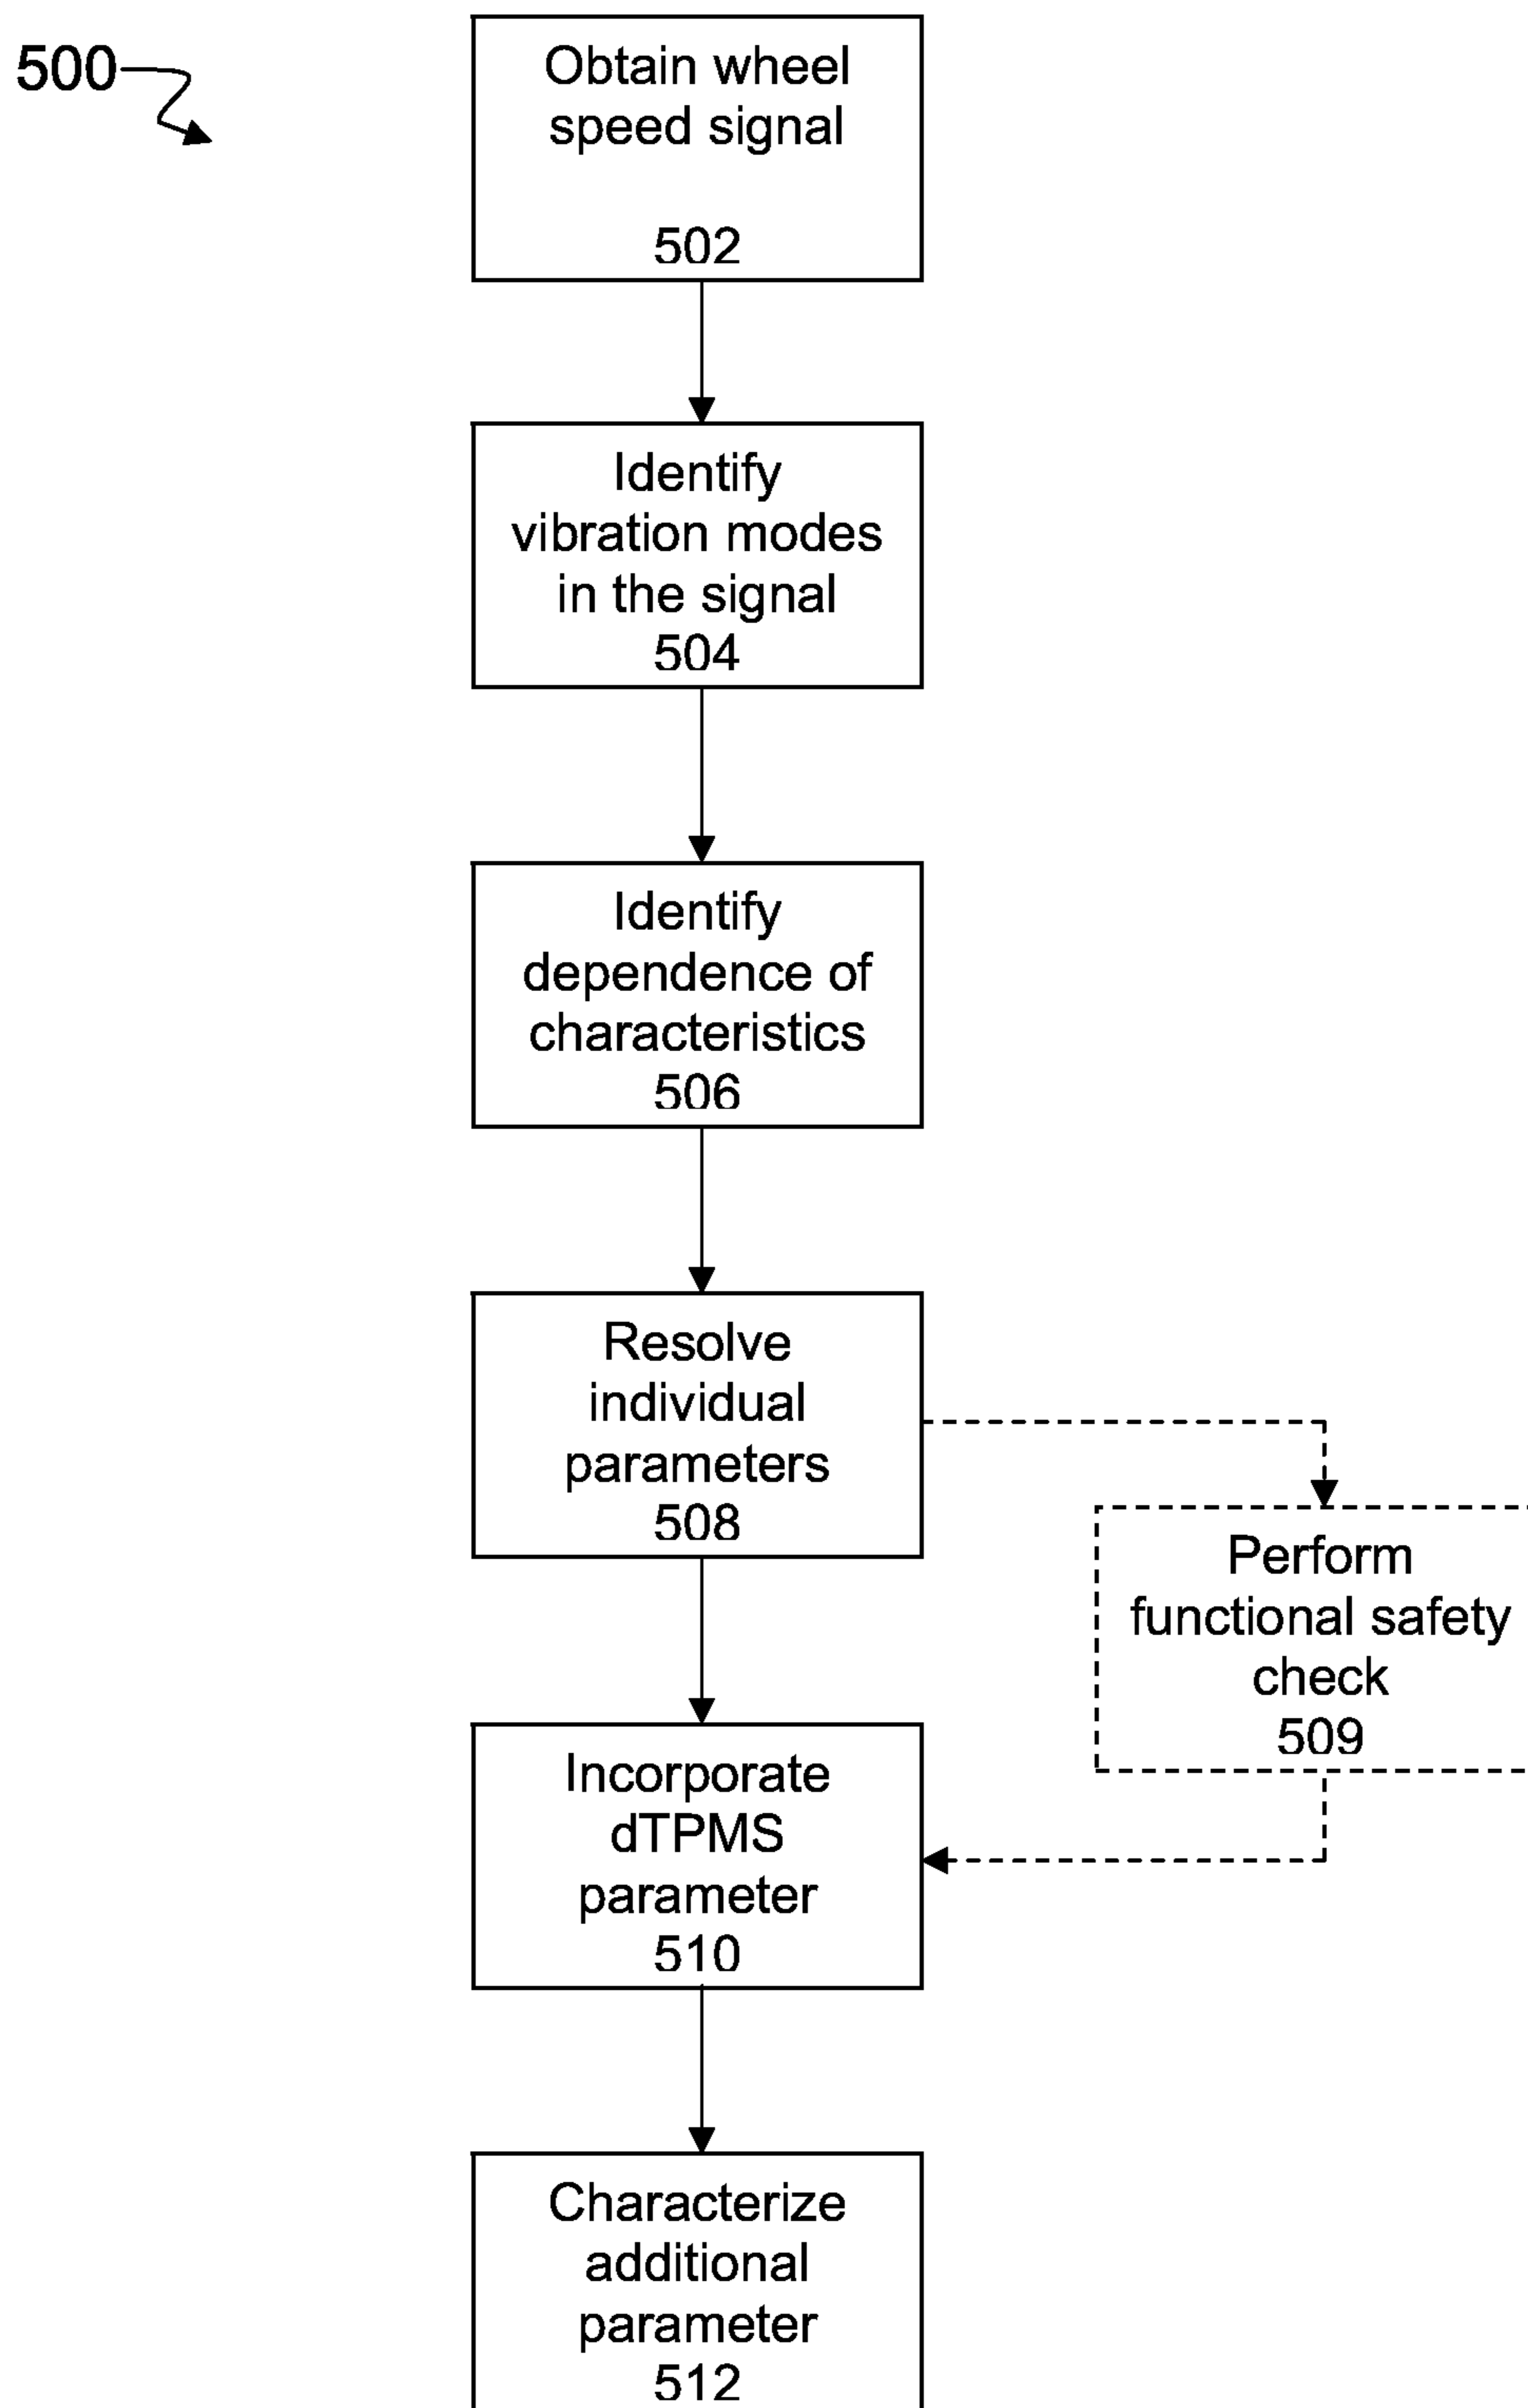 500
Obtain wheel
speed signal
502
Identify
vibration modes
in the signal
504
Identify
dependence of
characteristics
506
Resolve
individual
parameters
508
Perform
functional safety
check
509
Incorporate
dTPMS
parameter
510
Characterize
additional
parameter
512